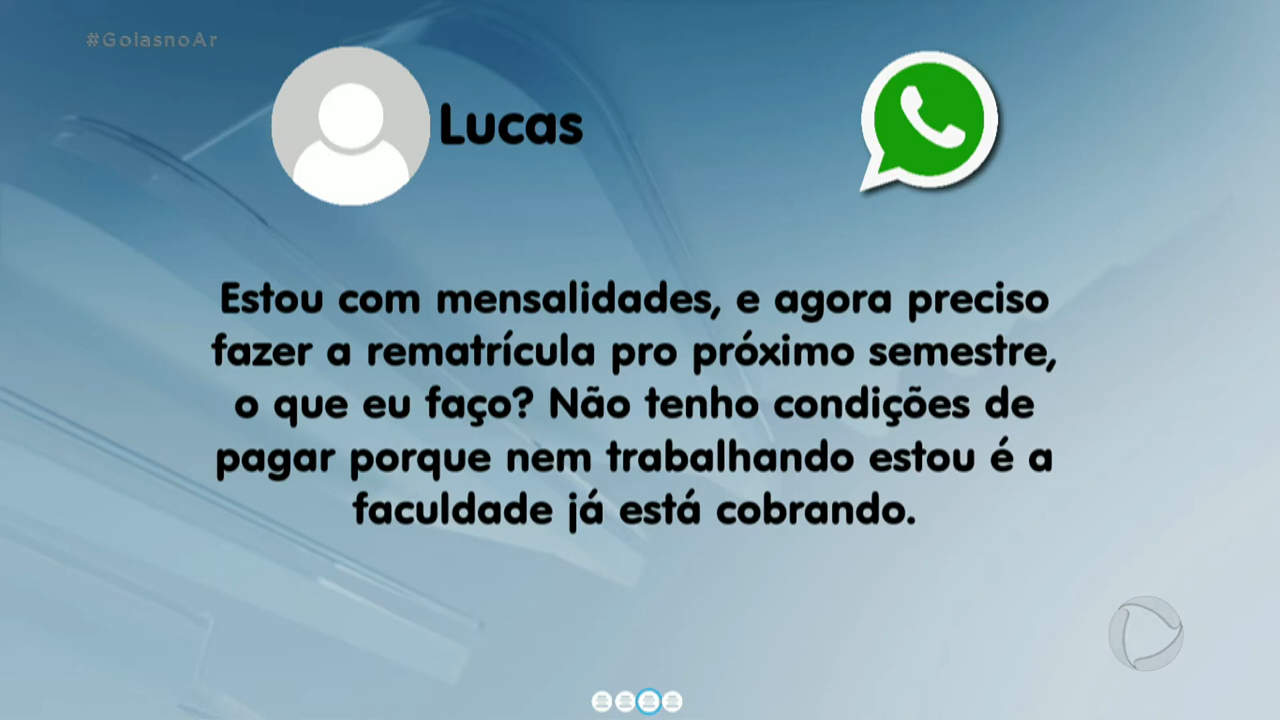 #GoiasnoAr
Lucas
Estou com mensalidades, e agora preciso
fazer a rematrícula pro próximo semestre,
o que eu faço? Não tenho condições de
pagar porque nem trabalhando estou é a
faculdade já está cobrando.